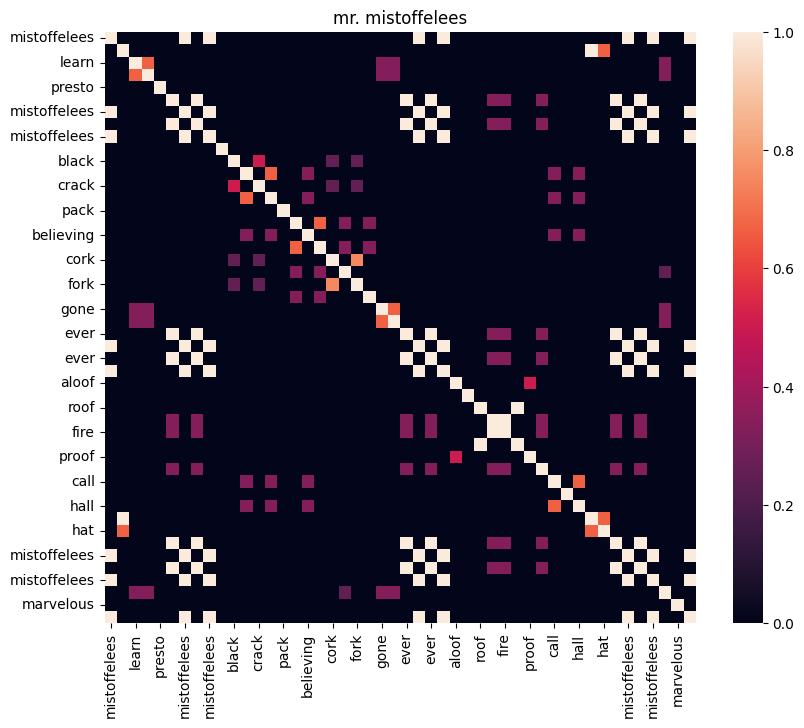 mr. mistoffelees
mistoffelees
learn
presto
mistoffelees
mistoffelees
black
crack
pack
believing
cork
fork
gone
ever
ever
aloof
roof
fire
proof
call
hall
hat
mistoffelees
mistoffelees
marvelous
1.0
0.8
0.6
0.4
0.2
0.0
mistoffelees
learn
presto
mistoffelees
mistoffelees
black
crack
pack
believing
cork
fork
gone
ever
ever
aloof
roof
fire
proof
call
hall
hat
mistoffelees
mistoffelees
marvelous